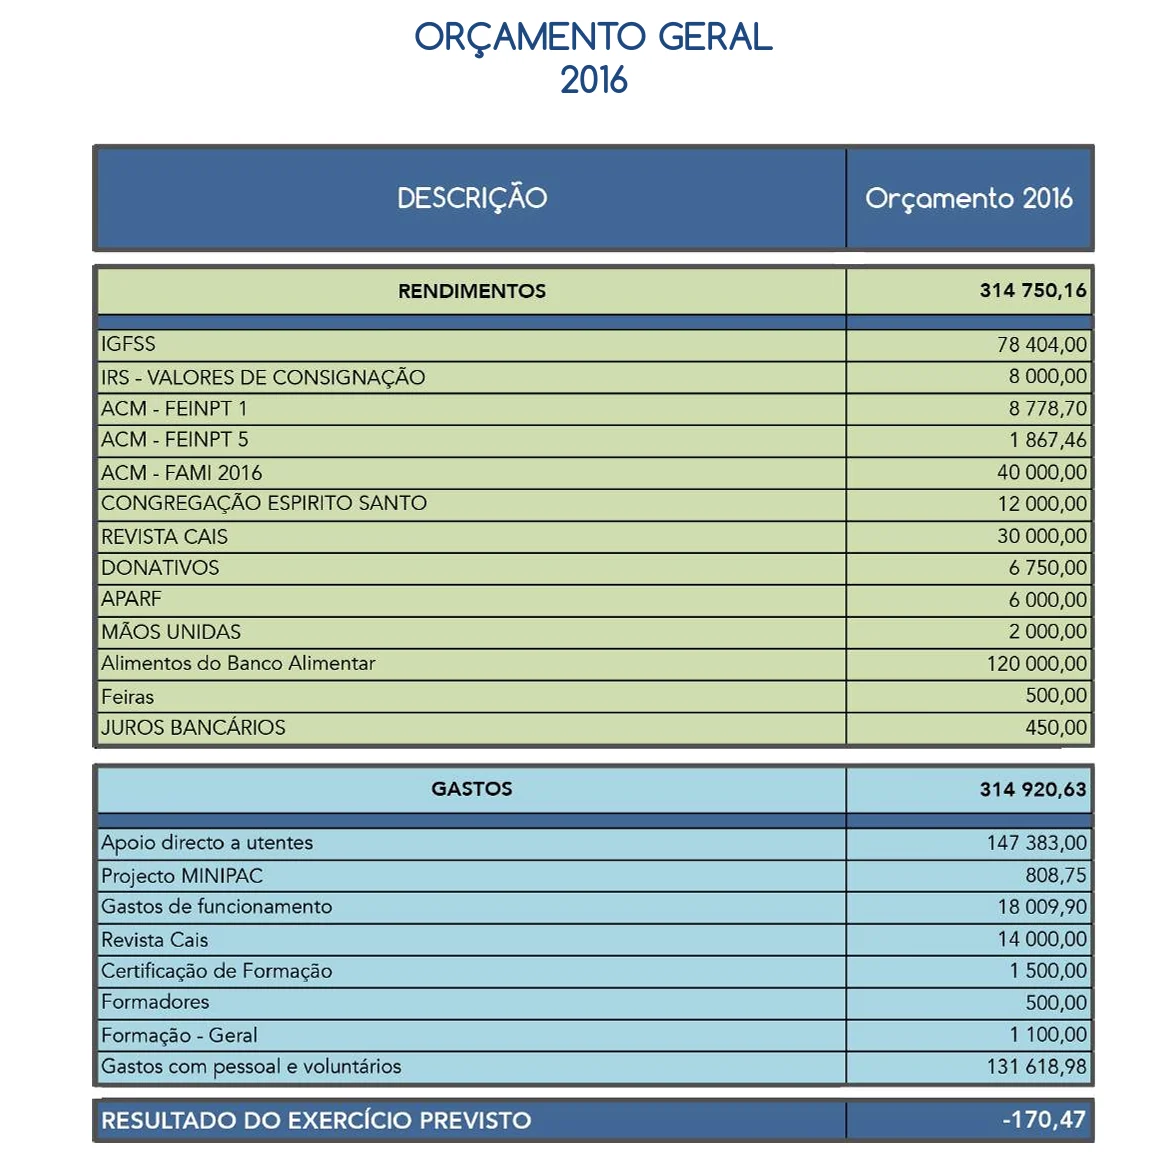 ORÇAMENTO GERAL
2016
DESCRIÇÃO Orçamento 2016
RENDIMENTOS 314 750,16
IGFSS 78 404,00
IRS - VALORES DE CONSIGNAÇÃO 8 000,00
ACM - FEINPT 1 8 778,70
ACM - FEINPT 5 1 867,46
ACM - FAMI 2016 40 000,00
CONGREGAÇÃO ESPIRITO SANTO 12 000,00
REVISTA CAIS 30 000,00
DONATIVOS 6 750,00
APARF 6 000,00
MÃOS UNIDAS 2 000,00
Alimentos do Banco Alimentar 120 000,00
Feiras 500,00
JUROS BANCÁRIOS 450,00
GASTOS 314 920,63
Apoio directo a utentes 147 383,00
Projecto MINIPAC 808,75
Gastos de funcionamento 18 009,90
Revista Cais 14 000,00
Certificação de Formação 1 500,00
Formadores 500,00
Formação - Geral 1 100,00
Gastos com pessoal e voluntários 131 618,98
RESULTADO DO EXERCÍCIO PREVISTO -170,47